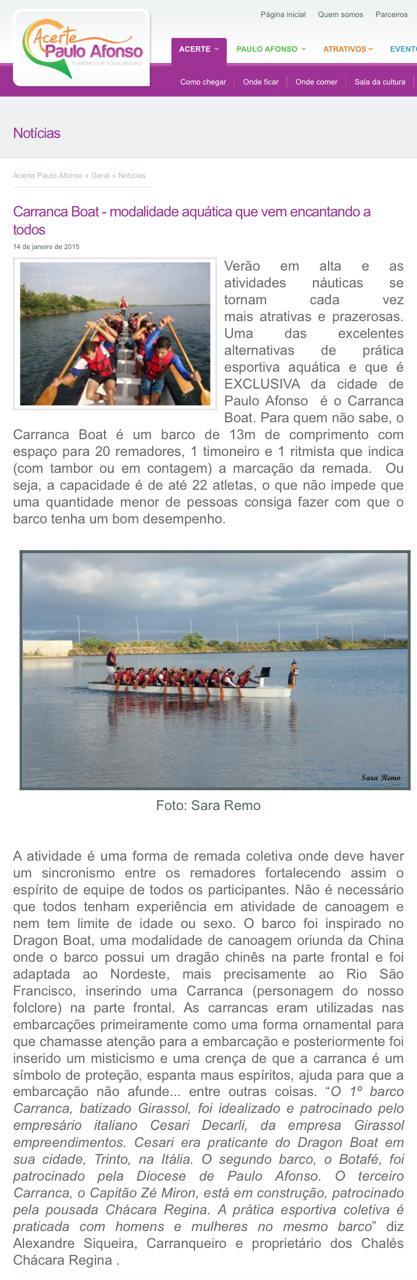 Página inicial Quem somos Parceiros
Acerte
Paulo Afonso
TURISMO EM TODA REGIÃO
ACERTE PAULO AFONSO ATRATIVOS EVENT
Como chegar Onde ficar Onde comer Sala da cultura
Notícias
Acerte Paulo Afonso » Geral » Notícias
Carranca Boat - modalidade aquática que vem encantando a
todos
14 de janeiro de 2015
Verão em alta e as
atividades náuticas se
tornam cada vez
mais atrativas e prazerosas.
Uma das excelentes
alternativas de prática
esportiva aquática e que é
EXCLUSIVA da cidade de
Paulo Afonso é o Carranca
Boat. Para quem não sabe, o
Carranca Boat é um barco de 13m de comprimento com
espaço para 20 remadores, 1 timoneiro e 1 ritmista que indica
(com tambor ou em contagem) a marcação da remada. Ou
seja, a capacidade é de até 22 atletas, o que não impede que
uma quantidade menor de pessoas consiga fazer com que o
barco tenha um bom desempenho.
Sara Remo
Foto: Sara Remo
A atividade é uma forma de remada coletiva onde deve haver
um sincronismo entre os remadores fortalecendo assim o
espírito de equipe de todos os participantes. Não é necessário
que todos tenham experiência em atividade de canoagem e
nem tem limite de idade ou sexo. O barco foi inspirado no
Dragon Boat, uma modalidade de canoagem oriunda da China
onde o barco possui um dragão chinês na parte frontal e foi
adaptada ao Nordeste, mais precisamente ao Rio São
Francisco, inserindo uma Carranca (personagem do nosso
folclore) na parte frontal. As carrancas eram utilizadas nas
embarcações primeiramente como uma forma ornamental para
que chamasse atenção para a embarcação e posteriormente foi
inserido um misticismo e uma crença de que a carranca é um
símbolo de proteção, espanta maus espíritos, ajuda para que a
embarcação não afunde... entre outras coisas. “O 1º barco
Carranca, batizado Girassol, foi idealizado e patrocinado pelo
empresário italiano Cesari Decarli, da empresa Girassol
empreendimentos. Cesari era praticante do Dragon Boat em
sua cidade, Trinto, na Itália. O segundo barco, o Botafé, foi
patrocinado pela Diocese de Paulo Afonso. O terceiro
Carranca, o Capitão Zé Miron, está em construção, patrocinado
pela pousada Chácara Regina. A prática esportiva coletiva é
praticada com homens e mulheres no mesmo barco” diz
Alexandre Siqueira, Carranqueiro e proprietário dos Chalés
Chácara Regina .